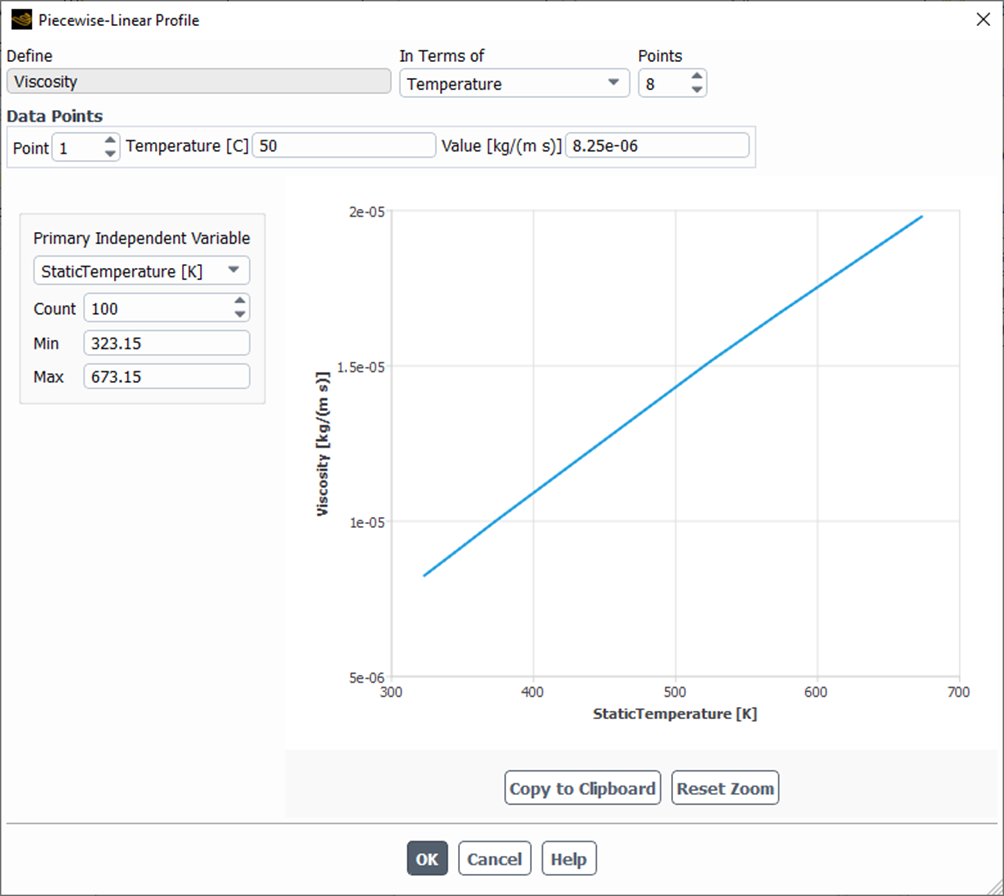 Piecewise-Linear Profile
Define
In Terms of
Points
Viscosity
Temperature
8
Data Points
Point 1 Temperature [C] 50 Value [kg/(m s)] 8.25e-06
Primary Independent Variable
StaticTemperature [K]
Count 100
Min 323.15
Max 673.15
2e-05
1.5e-05
1e-05
5e-06
Viscosity [kg/(m s)]
300 400 500 600 700
StaticTemperature [K]
Copy to Clipboard Reset Zoom
OK Cancel Help